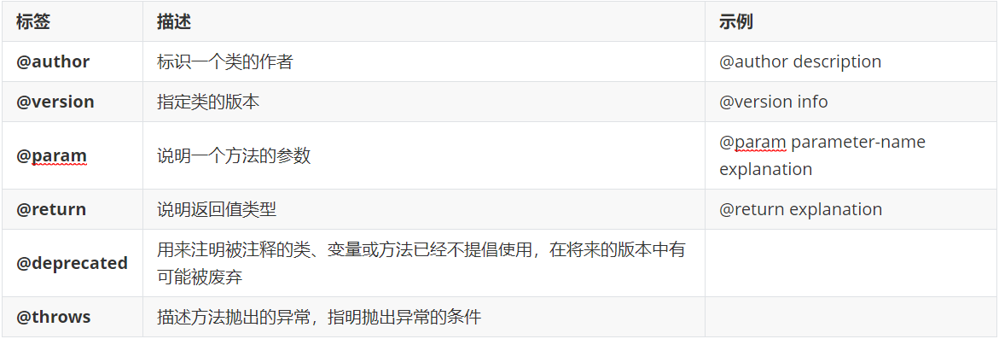 标签 描述 示例
@author 标识一个类的作者 @author description
@version 指定类的版本 @version info
@param 说明一个方法的参数 @param parameter-name
explanation
@return 说明返回值类型 @return explanation
@deprecated 用来注明被注释的类、变量或方法已经不提倡使用，在将来的版本中有
可能被废弃
@throws 描述方法抛出的异常，指明抛出异常的条件